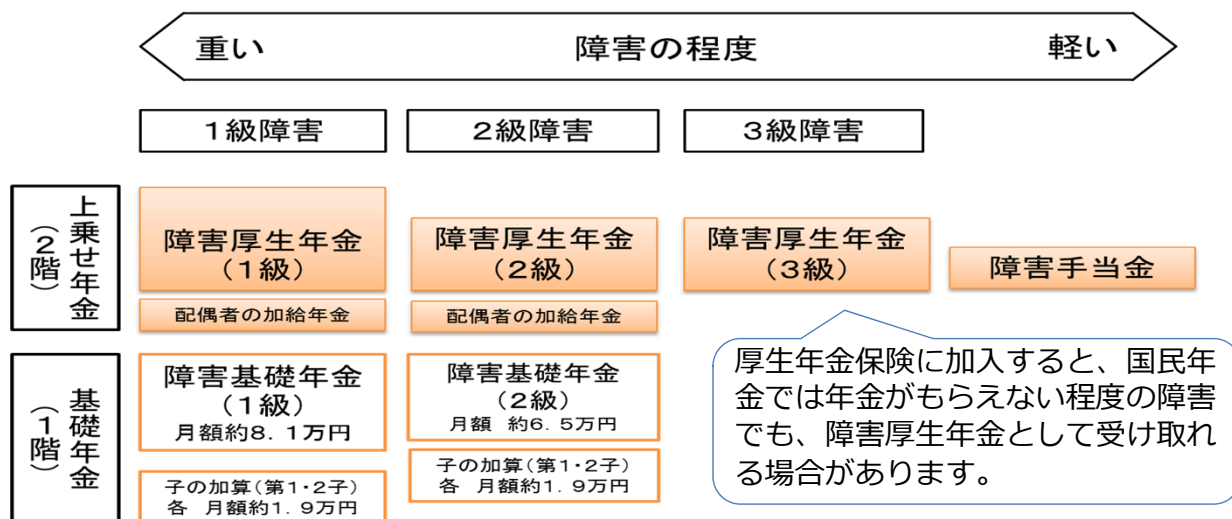 重い 障害の程度 軽い
1級障害 2級障害 3級障害
上乗せ年金
(2階)
障害厚生年金
(1級)
障害厚生年金
(2級)
障害厚生年金
(3級)
障害手当金
配偶者の加給年金
配偶者の加給年金
基礎年金
(1階)
障害基礎年金
(1級)
月額約8.1万円
障害基礎年金
(2級)
月額 約6.5万円
子の加算(第1・2子)
各 月額約1.9万円
子の加算(第1・2子)
各 月額約1.9万円
厚生年金保険に加入すると、国民年
金では年金がもらえない程度の障害
でも、障害厚生年金として受け取れ
る場合があります。